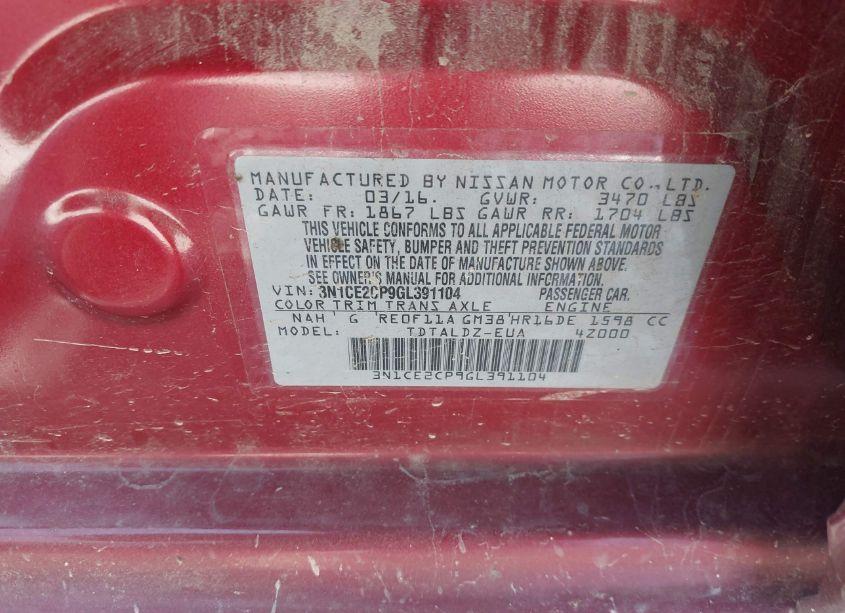 MANUFACTURED BY NISSAN MOTOR CO., LTD.
DATE: 03/16. GVWR: 3470 LBS
GAWR FR: 1867 LBS GAWR RR: 1704 LBS
THIS VEHICLE CONFORMS TO ALL APPLICABLE FEDERAL MOTOR
VEHICLE SAFETY, BUMPER AND THEFT PREVENTION STANDARDS
IN EFFECT ON THE DATE OF MANUFACTURE SHOWN ABOVE.
SEE OWNER'S MANUAL FOR ADDITIONAL INFORMATION.
VIN: 3N1CE2CP9GL391104 PASSENGER CAR.
COLOR TRIM TRANS AXLE ENGINE
NAH ' G 'RE0F11A GM38'HR16DE 1598 CC
MODEL: TDTALDZ-EUA 4Z000
3N1CE2CP9GL391104